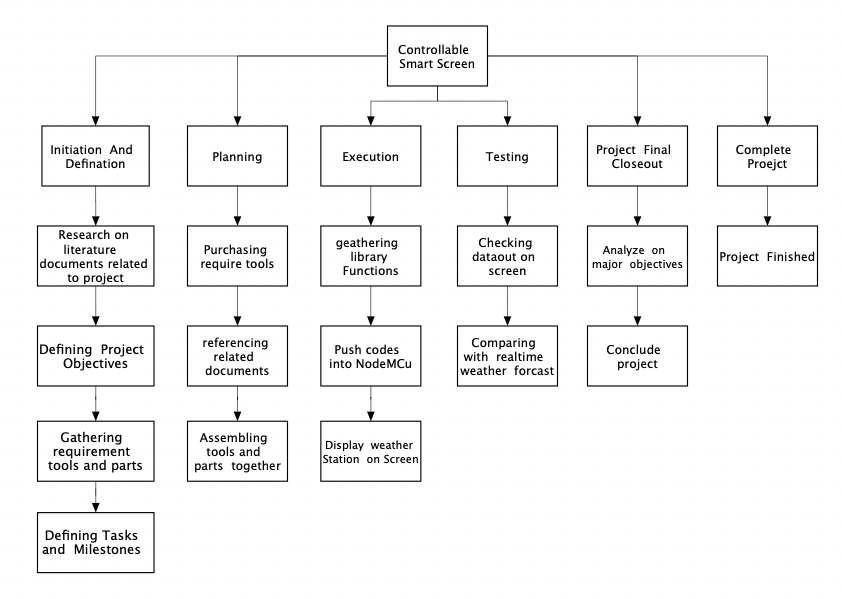 Controllable
Smart Screen
Initiation And
Defination
Planning
Execution
Testing
Project Final
Closeout
Complete
Proejct
Research on
literature
documents related
to project
Purchasing
require tools
geathering
library
Functions
Checking
dataout on
screen
Analyze on
major objectives
Project Finished
Defining Project
Objectives
referencing
related
documents
Push codes
into NodeMCu
Comparing
with realtime
weather forcast
Conclude
project
Gathering
requirement
tools and parts
Assembling
tools and
parts together
Display weather
Station on Screen
Defining Tasks
and Milestones